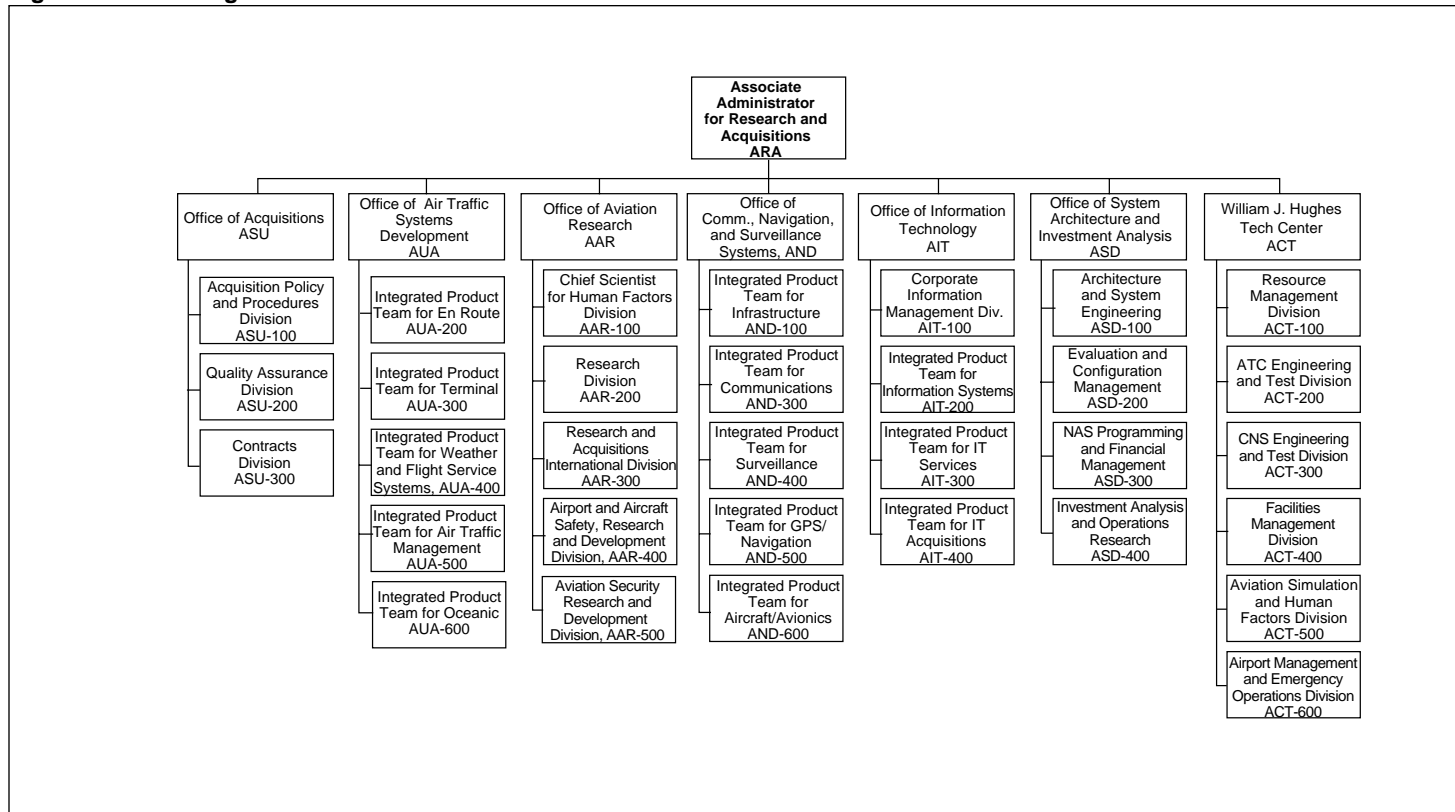 Associate
Administrator
for Research and
Acquisitions
ARA
Office of Acquisitions
ASU
Acquisition Policy
and Procedures
Division
ASU-100
Quality Assurance
Division
ASU-200
Contracts
Division
ASU-300
Office of Air Traffic
Systems
Development
AUA
Integrated Product
Team for En Route
AUA-200
Integrated Product
Team for Terminal
AUA-300
Integrated Product
Team for Weather
and Flight Service
Systems, AUA-400
Integrated Product
Team for Air Traffic
Management
AUA-500
Integrated Product
Team for Oceanic
AUA-600
Office of Aviation
Research
AAR
Chief Scientist
for Human Factors
Division
AAR-100
Research
Division
AAR-200
Research and
Acquisitions
International Division
AAR-300
Airport and Aircraft
Safety, Research
and Development
Division, AAR-400
Aviation Security
Research and
Development
Division, AAR-500
Office of
Comm., Navigation,
and Surveillance
Systems, AND
Integrated Product
Team for
Infrastructure
AND-100
Integrated Product
Team for
Communications
AND-300
Integrated Product
Team for
Surveillance
AND-400
Integrated Product
Team for GPS/
Navigation
AND-500
Integrated Product
Team for
Aircraft/Avionics
AND-600
Office of Information
Technology
AIT
Corporate
Information
Management Div.
AIT-100
Integrated Product
Team for
Information Systems
AIT-200
Integrated Product
Team for IT
Services
AIT-300
Integrated Product
Team for IT
Acquisitions
AIT-400
Office of System
Architecture and
Investment Analysis
ASD
Architecture
and System
Engineering
ASD-100
Evaluation and
Configuration
Management
ASD-200
NAS Programming
and Financial
Management
ASD-300
Investment Analysis
and Operations
Research
ASD-400
William J. Hughes
Tech Center
ACT
Resource
Management
Division
ACT-100
ATC Engineering
and Test Division
ACT-200
CNS Engineering
and Test Division
ACT-300
Facilities
Management
Division
ACT-400
Aviation Simulation
and Human
Factors Division
ACT-500
Airport Management
and Emergency
Operations Division
ACT-600